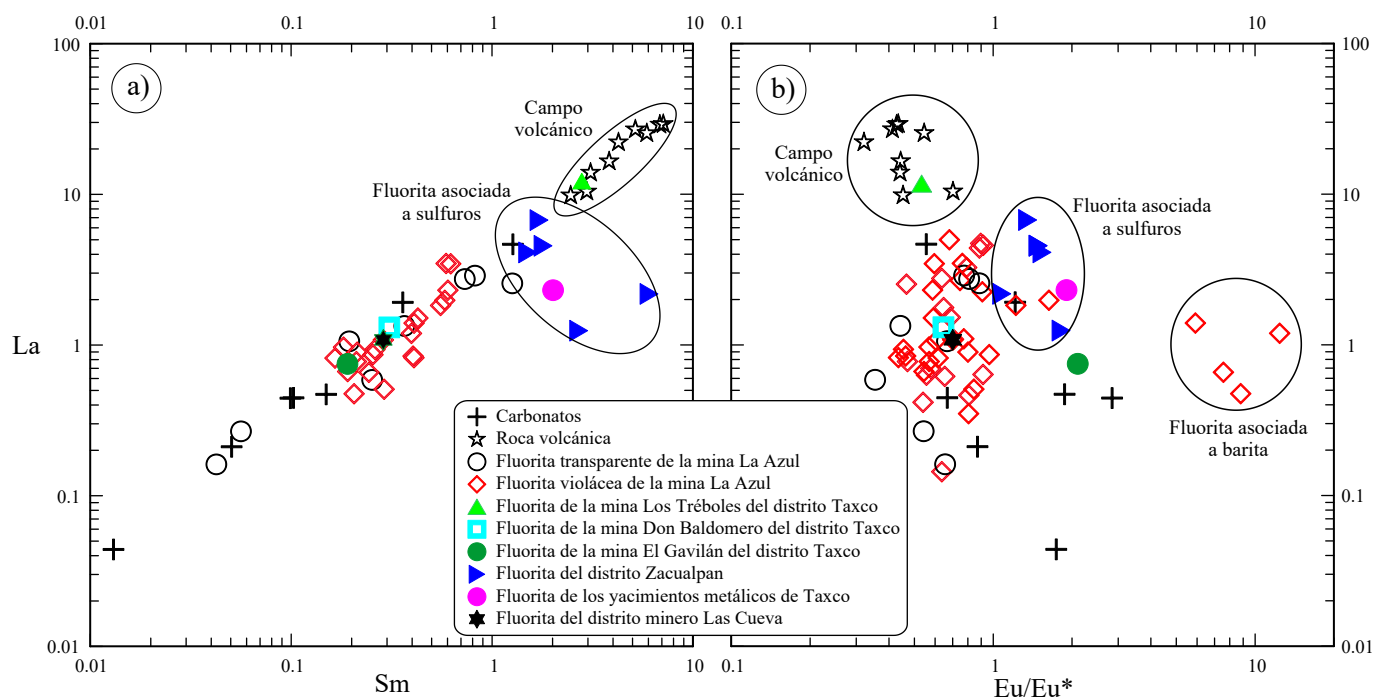 0.01 0.1 1 10
0.1 1 10
100
10
1
0.1
0.01
100
10
1
0.1
0.01
a)
Campo
volcánico
Fluorita asociada
a sulfuros
La
0.01 0.1 1 10
Sm
b)
Campo
volcánico
Fluorita asociada
a sulfuros
Fluorita asociada
a barita
0.1 1 10
Eu/Eu*
Carbonatos
Roca volcánica
Fluorita transparente de la mina La Azul
Fluorita violácea de la mina La Azul
Fluorita de la mina Los Tréboles del distrito Taxco
Fluorita de la mina Don Baldomero del distrito Taxco
Fluorita de la mina El Gavilán del distrito Taxco
Fluorita del distrito Zacualpan
Fluorita de los yacimientos metálicos de Taxco
Fluorita del distrito minero Las Cueva